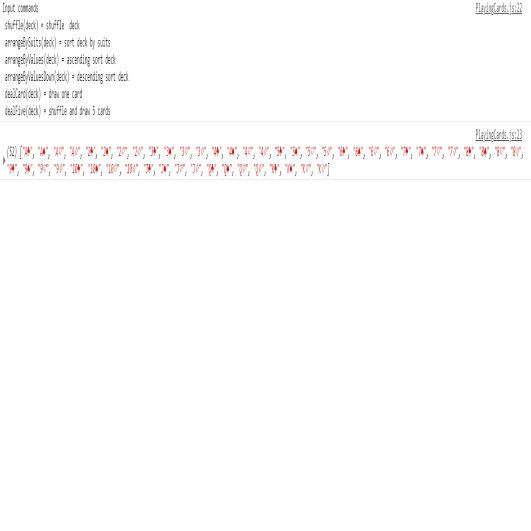 Input commands
PlayingCards.js:22
shuffle(deck) = shuffle deck
arrangeBySuits(deck) = sort deck by suits
arrangeByValues(deck) = ascending sort deck
arrangeByValuesDown(deck) = descending sort deck
dealCard(deck) = draw one card
dealFive(deck) = shuffle and draw 5 cards
PlayingCards.js:23
(52) ["A♠", "A♣", "A♡", "A♡", "2♠", "2♣", "2♡", "2♡", "3♠", "3♣", "3♡", "3♡", "4♠", "4♣", "4♡", "4♡", "5♠", "5♣", "5♡", "5♡", "6♠", "6♣", "6♡", "6♡", "7♠", "7♣", "7♡", "7♡", "8♠", "8♣", "8♡", "8♡",
"9♠", "9♣", "9♡", "9♡", "10♠", "10♣", "10♡", "10♡", "J♠", "J♣", "J♡", "J♡", "Q♠", "Q♣", "Q♡", "Q♡", "K♠", "K♣", "K♡", "K♡"]